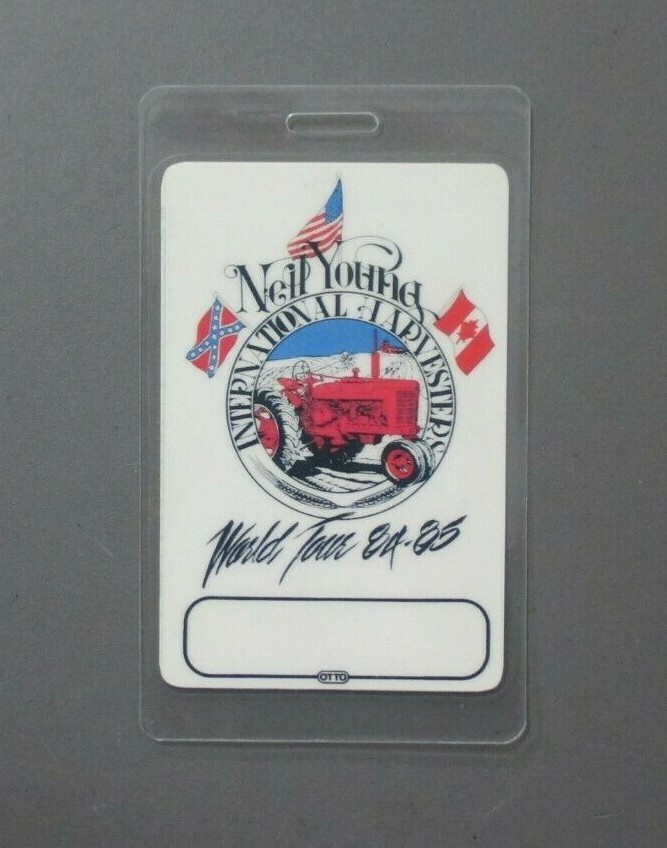 Neil Young
INTERNATIONAL HARVESTERS
World Tour 84-85
OTTO